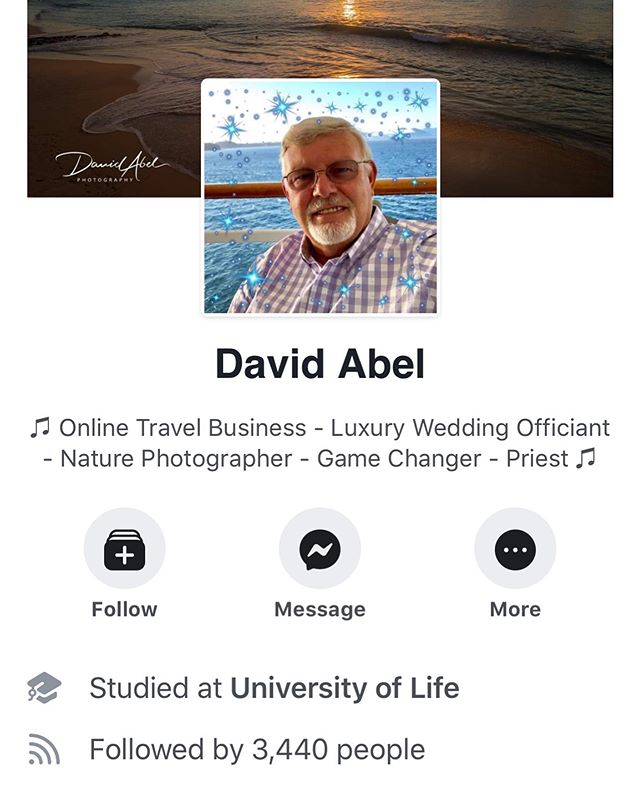 David Abel
PHOTOGRAPHY
David Abel
♫ Online Travel Business - Luxury Wedding Officiant
- Nature Photographer - Game Changer - Priest ♫
Follow
Message
More
Studied at University of Life
Followed by 3,440 people